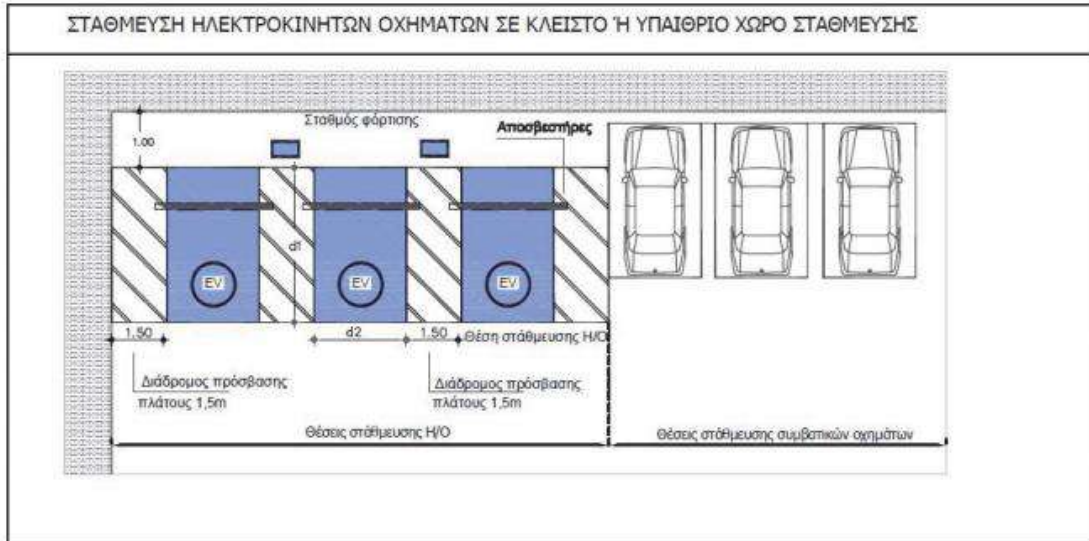 ΣΤΑΘΜΕΥΣΗ ΗΛΕΚΤΡΟΚΙΝΗΤΩΝ ΟΧΗΜΑΤΩΝ ΣΕ ΚΛΕΙΣΤΟ Ή ΥΠΑΙΘΡΙΟ ΧΩΡΟ ΣΤΑΘΜΕΥΣΗΣ
Σταθμός φόρτισης
Αποσβεστήρες
1.00
d1
EV
EV
EV
1.50
d2
1.50
Θέση στάθμευσης Η/Ο
Διάδρομος πρόσβασης
πλάτους 1,5m
Διάδρομος πρόσβασης
πλάτους 1,5m
Θέσεις στάθμευσης Η/Ο
Θέσεις στάθμευσης συμβατικών οχημάτων